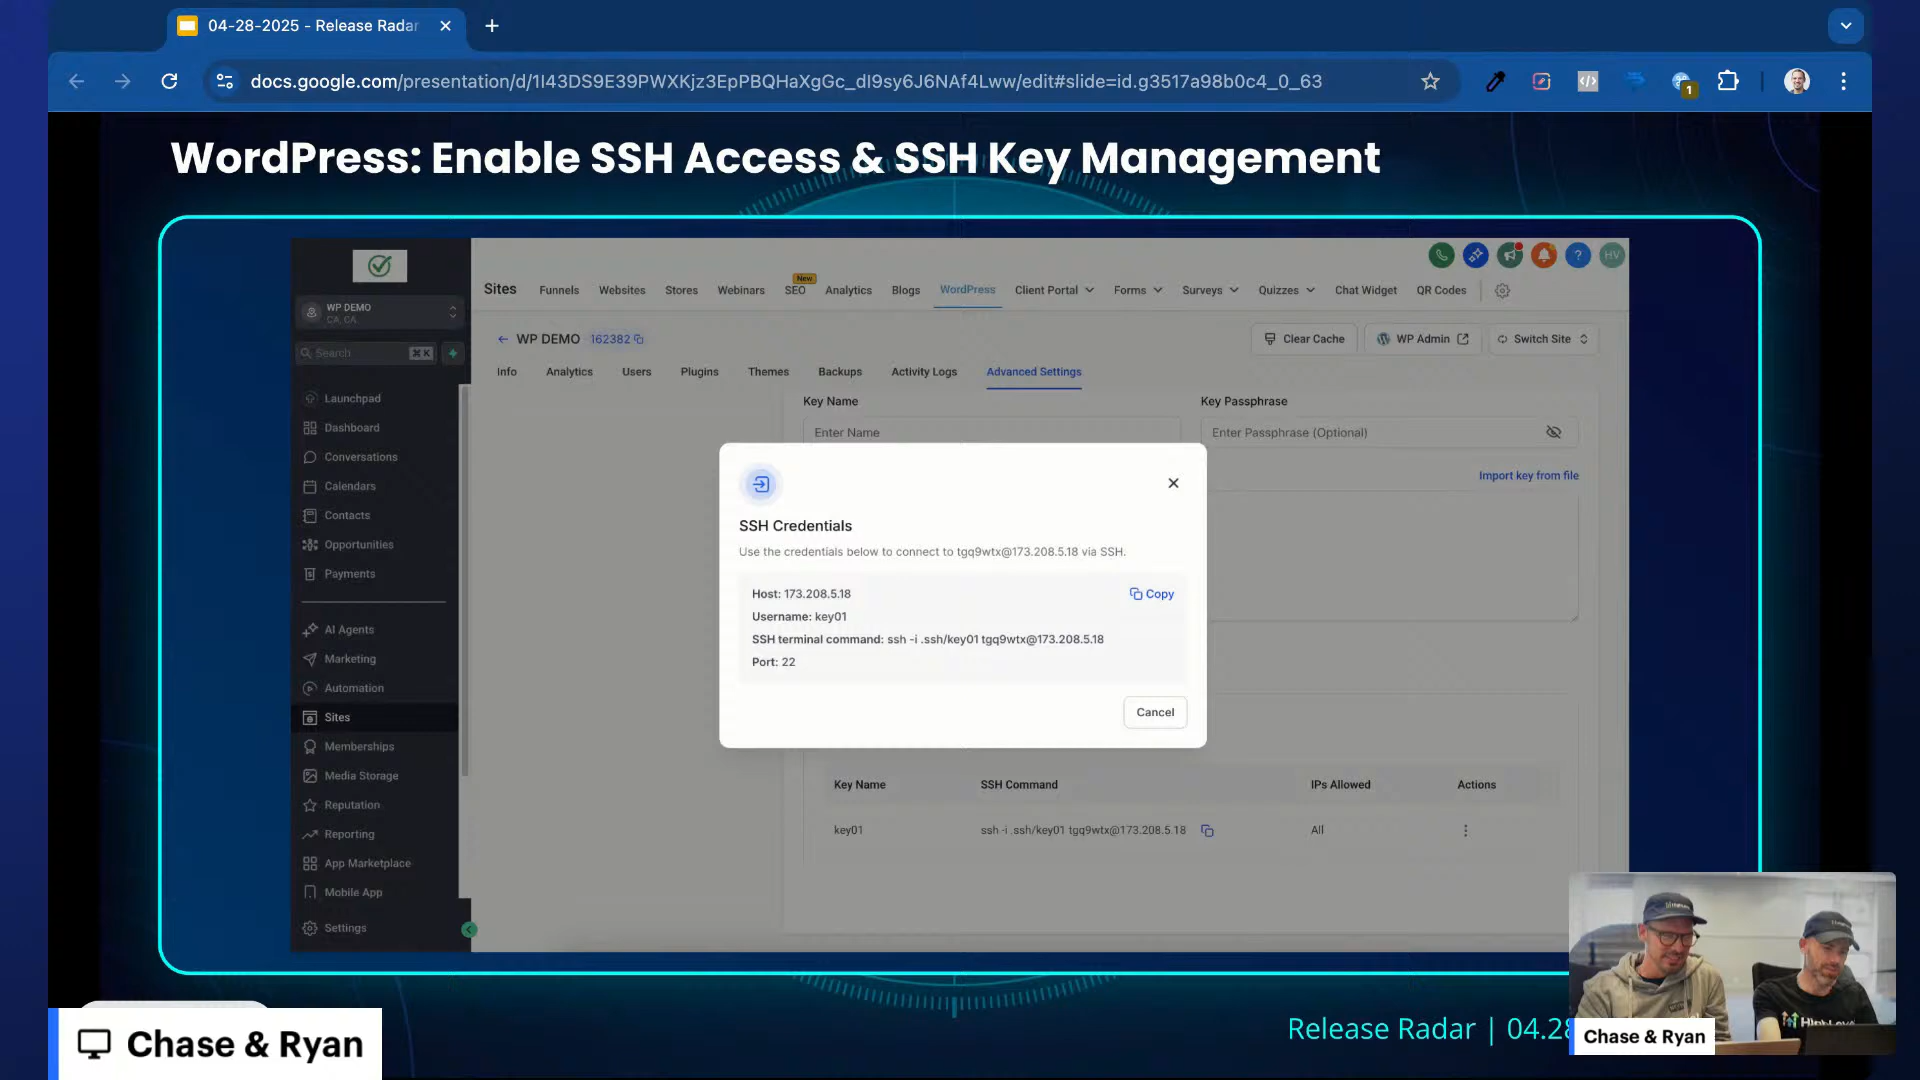 04-28-2025 - Release Radar
docs.google.com/presentation/d/1I43DS9E39PWXKjz3EpPBQHaXgGc_dI9sy6J6NAf4Lww/edit#slide=id.g3517a98b0c4_0_63
1
WordPress: Enable SSH Access & SSH Key Management
HV
Sites
Funnels
Websites
Stores
Webinars
New
SEO
Analytics
Blogs
WordPress
Client Portal
Forms
Surveys
Quizzes
Chat Widget
QR Codes
WP DEMO
CA, CA
Search
⌘K
WP DEMO
162382
Clear Cache
WP Admin
Switch Site
Info
Analytics
Users
Plugins
Themes
Backups
Activity Logs
Advanced Settings
Launchpad
Dashboard
Conversations
Calendars
Contacts
Opportunities
Payments
AI Agents
Marketing
Automation
Sites
Memberships
Media Storage
Reputation
Reporting
App Marketplace
Mobile App
Settings
Key Name
Key Passphrase
Enter Name
Enter Passphrase (Optional)
Import key from file
SSH Credentials
Use the credentials below to connect to tgq9wtx@173.208.5.18 via SSH.
Host: 173.208.5.18
Copy
Username: key01
SSH terminal command: ssh -i .ssh/key01 tgq9wtx@173.208.5.18
Port: 22
Cancel
Key Name
SSH Command
IPs Allowed
Actions
key01
ssh -i .ssh/key01 tgq9wtx@173.208.5.18
All
Chase & Ryan
Release Radar | 04.28
Chase & Ryan